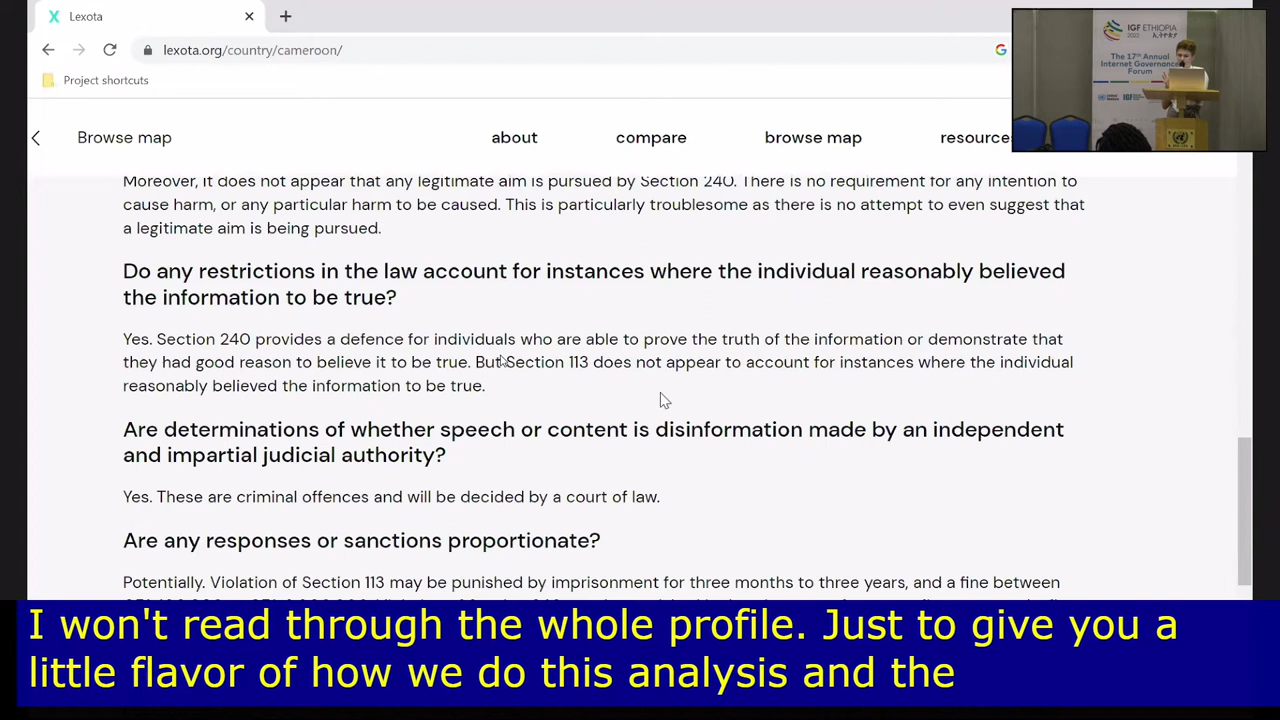 Lexota
lexota.org/country/cameroon/
Project shortcuts
IGF ETHIOPIA
The 17th Annual
Internet Governance
Forum
Browse map
about
compare
browse map
resources
Moreover, it does not appear that any legitimate aim is pursued by Section 240. There is no requirement for any intention to
cause harm, or any particular harm to be caused. This is particularly troublesome as there is no attempt to even suggest that
a legitimate aim is being pursued.
Do any restrictions in the law account for instances where the individual reasonably believed
the information to be true?
Yes. Section 240 provides a defence for individuals who are able to prove the truth of the information or demonstrate that
they had good reason to believe it to be true. But Section 113 does not appear to account for instances where the individual
reasonably believed the information to be true.
Are determinations of whether speech or content is disinformation made by an independent
and impartial judicial authority?
Yes. These are criminal offences and will be decided by a court of law.
Are any responses or sanctions proportionate?
Potentially. Violation of Section 113 may be punished by imprisonment for three months to three years, and a fine between
I won't read through the whole profile. Just to give you a
little flavor of how we do this analysis and the